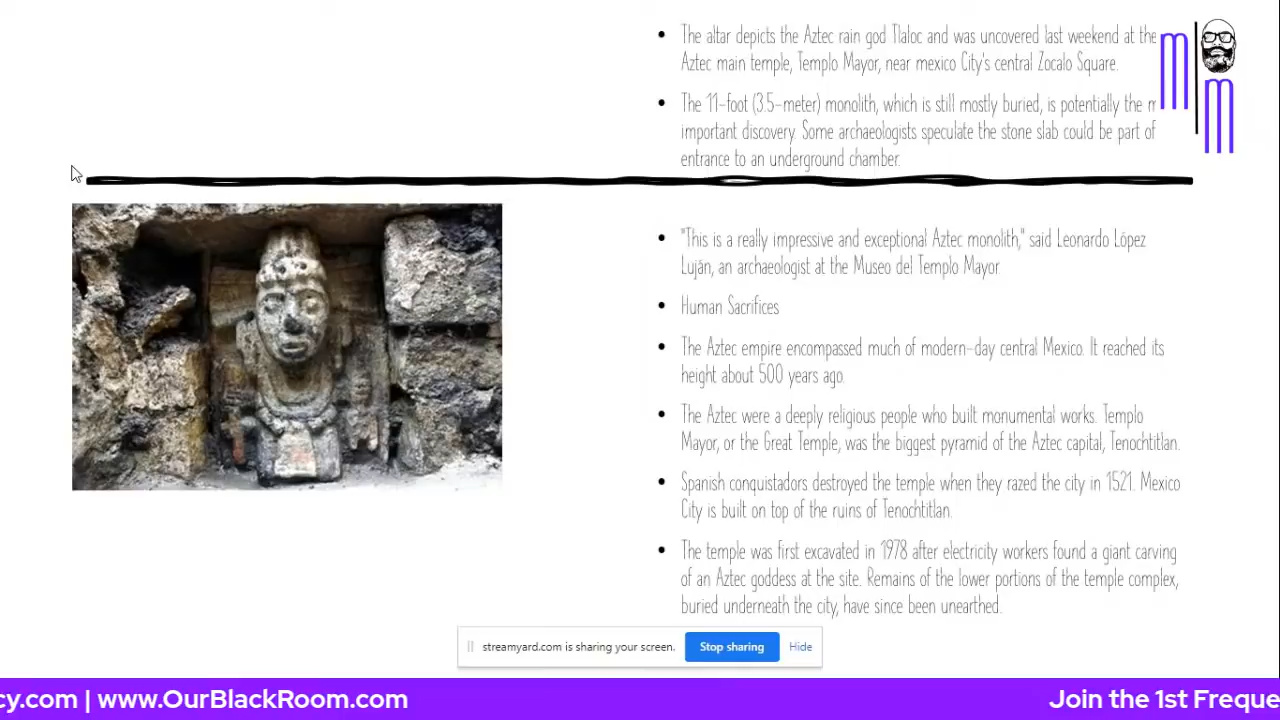 The altar depicts the Aztec rain god Tlaloc and was uncovered last weekend at the
Aztec main temple, Templo Mayor, near mexico City's central Zocalo Square.
The 11-foot (3.5-meter) monolith, which is still mostly buried, is potentially the m
important discovery. Some archaeologists speculate the stone slab could be part of
entrance to an underground chamber.
m
m
"This is a really impressive and exceptional Aztec monolith," said Leonardo López
Luján, an archaeologist at the Museo del Templo Mayor.
Human Sacrifices
The Aztec empire encompassed much of modern-day central Mexico. It reached its
height about 500 years ago.
The Aztec were a deeply religious people who built monumental works. Templo
Mayor, or the Great Temple, was the biggest pyramid of the Aztec capital, Tenochtitlan.
Spanish conquistadors destroyed the temple when they razed the city in 1521. Mexico
City is built on top of the ruins of Tenochtitlan.
The temple was first excavated in 1978 after electricity workers found a giant carving
of an Aztec goddess at the site. Remains of the lower portions of the temple complex,
buried underneath the city, have since been unearthed.
streamyard.com is sharing your screen. Stop sharing Hide
cy.com | www.OurBlackRoom.com Join the 1st Freque